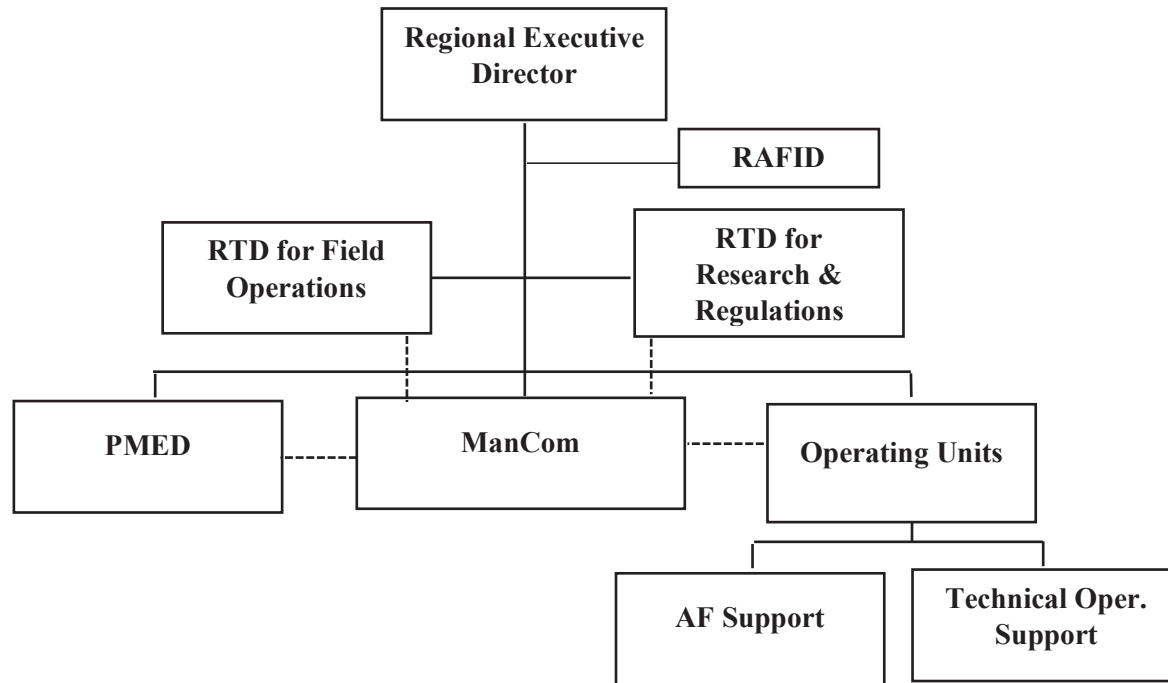 Regional Executive
Director
RAFID
RTD for Field
Operations
RTD for
Research &
Regulations
PMED
ManCom
Operating Units
AF Support
Technical Oper.
Support